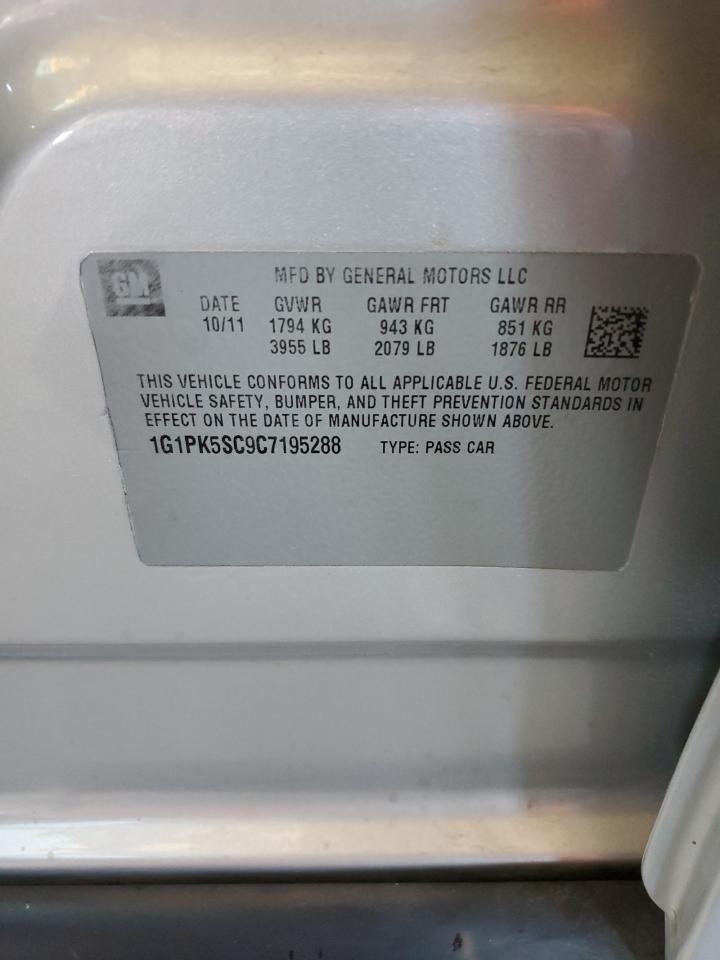 GM
MFD BY GENERAL MOTORS LLC
DATE GVWR GAWR FRT GAWR RR
10/11 1794 KG 943 KG 851 KG
3955 LB 2079 LB 1876 LB
THIS VEHICLE CONFORMS TO ALL APPLICABLE U.S. FEDERAL MOTOR
VEHICLE SAFETY, BUMPER, AND THEFT PREVENTION STANDARDS IN
EFFECT ON THE DATE OF MANUFACTURE SHOWN ABOVE.
1G1PK5SC9C7195288 TYPE: PASS CAR